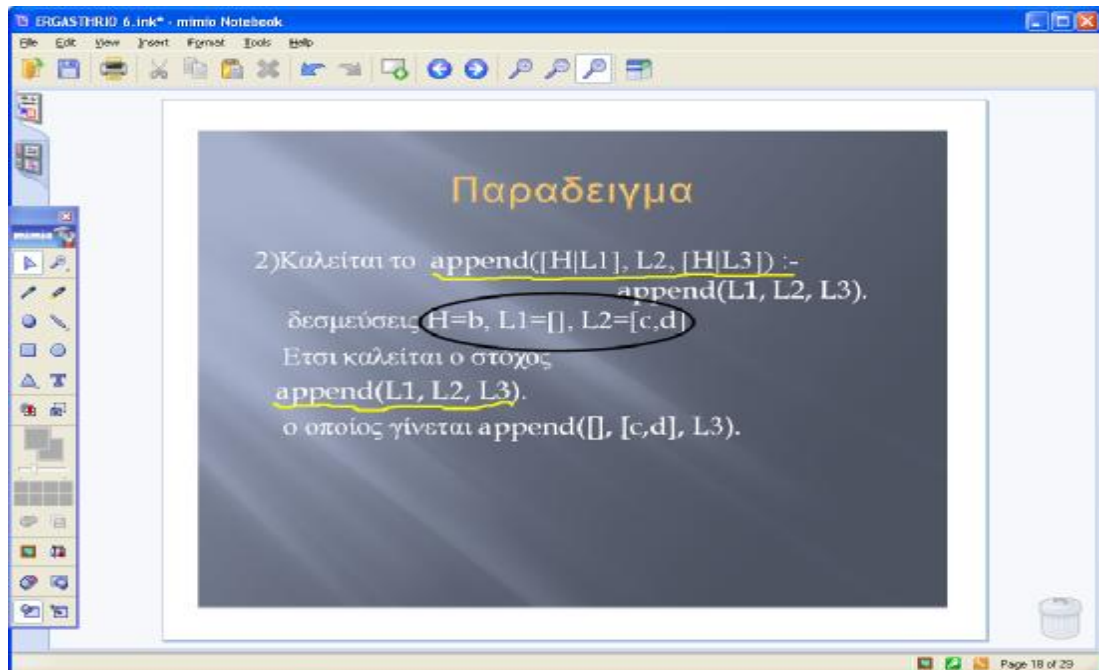 ERGASTHRIO 6.ink* - mimio Notebook
File Edit View Insert Format Tools Help
mimio
Παραδειγμα
2)Καλείται το append([H|L1], L2, [H|L3]) :-
append(L1, L2, L3).
δεσμεύσεις H=b, L1=[], L2=[c,d]
Ετσι καλείται ο στοχος
append(L1, L2, L3).
ο οποίος γίνεται append([], [c,d], L3).
Page 18 of 29